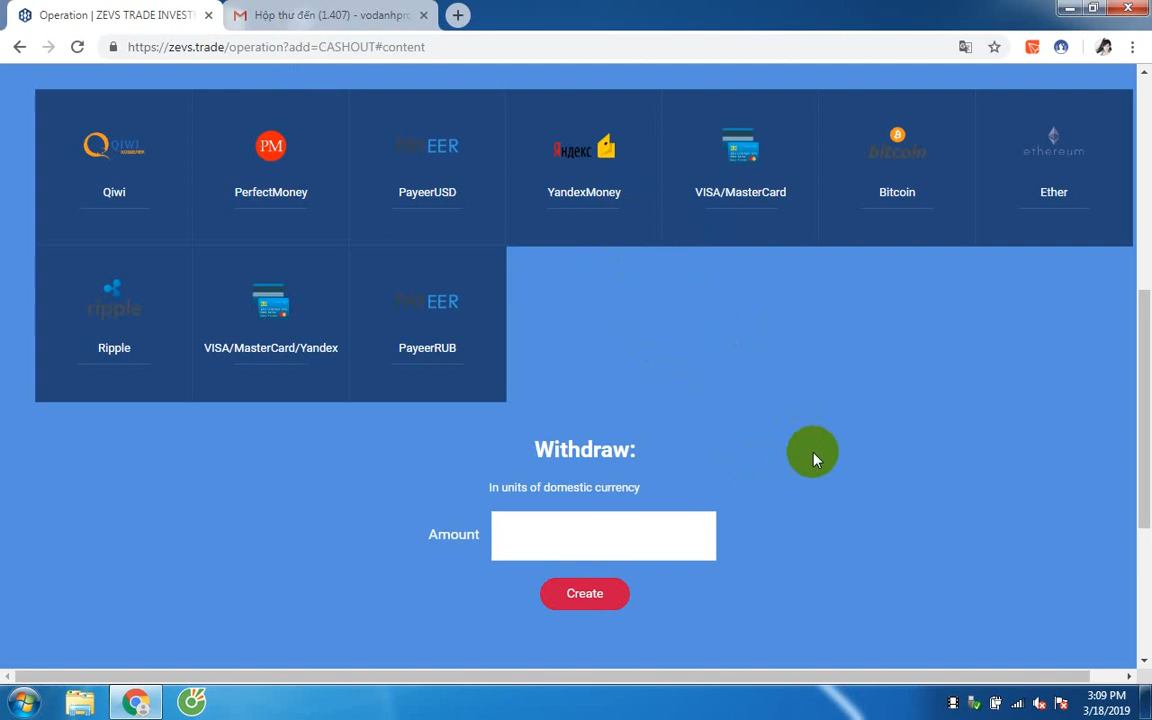 Operation | ZEVS TRADE INVEST
Hộp thư đến (1.407) - vodanhpro
https://zevs.trade/operation?add=CASHOUT#content
QIWI
PM
PAYEER
Яндекс
bitcoin
ethereum
Qiwi
PerfectMoney
PayeerUSD
YandexMoney
VISA/MasterCard
Bitcoin
Ether
ripple
PAYEER
Ripple
VISA/MasterCard/Yandex
PayeerRUB
Withdraw:
In units of domestic currency
Amount
Create
3:09 PM
3/18/2019